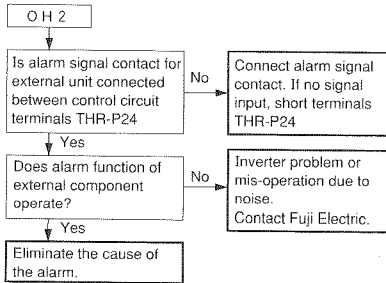 OH2
Is alarm signal contact for
external unit connected
between control circuit
terminals THR-P24
No
Connect alarm signal
contact. If no signal
input, short terminals
THR-P24
Yes
Does alarm function of
external component
operate?
No
Inverter problem or
mis-operation due to
noise.
Contact Fuji Electric.
Yes
Eliminate the cause of
the alarm.